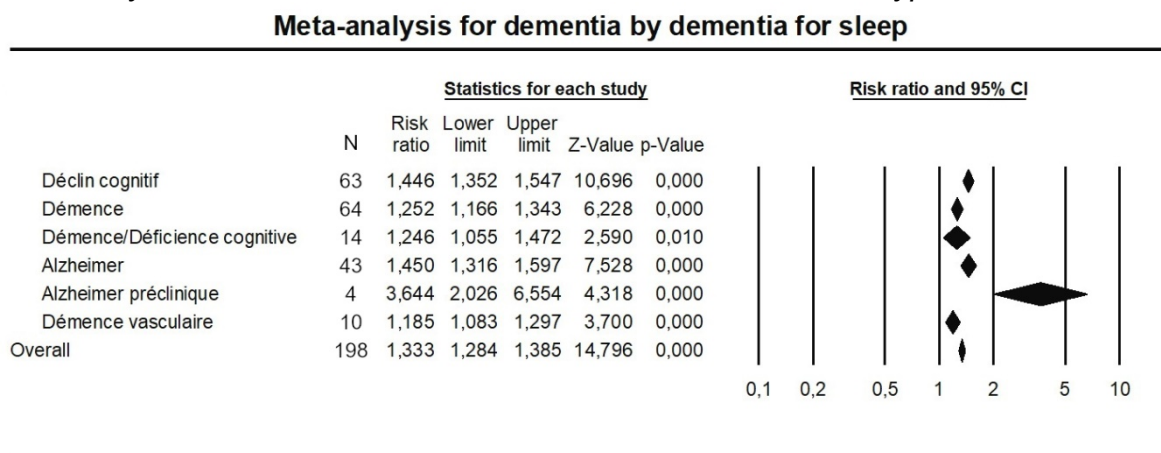 Meta-analysis for dementia by dementia for sleep
Statistics for each study Risk ratio and 95% CI
N Risk ratio Lower limit Upper limit Z-Value p-Value
Déclin cognitif 63 1,446 1,352 1,547 10,696 0,000
Démence 64 1,252 1,166 1,343 6,228 0,000
Démence/Déficience cognitive 14 1,246 1,055 1,472 2,590 0,010
Alzheimer 43 1,450 1,316 1,597 7,528 0,000
Alzheimer préclinique 4 3,644 2,026 6,554 4,318 0,000
Démence vasculaire 10 1,185 1,083 1,297 3,700 0,000
Overall 198 1,333 1,284 1,385 14,796 0,000
0,1 0,2 0,5 1 2 5 10